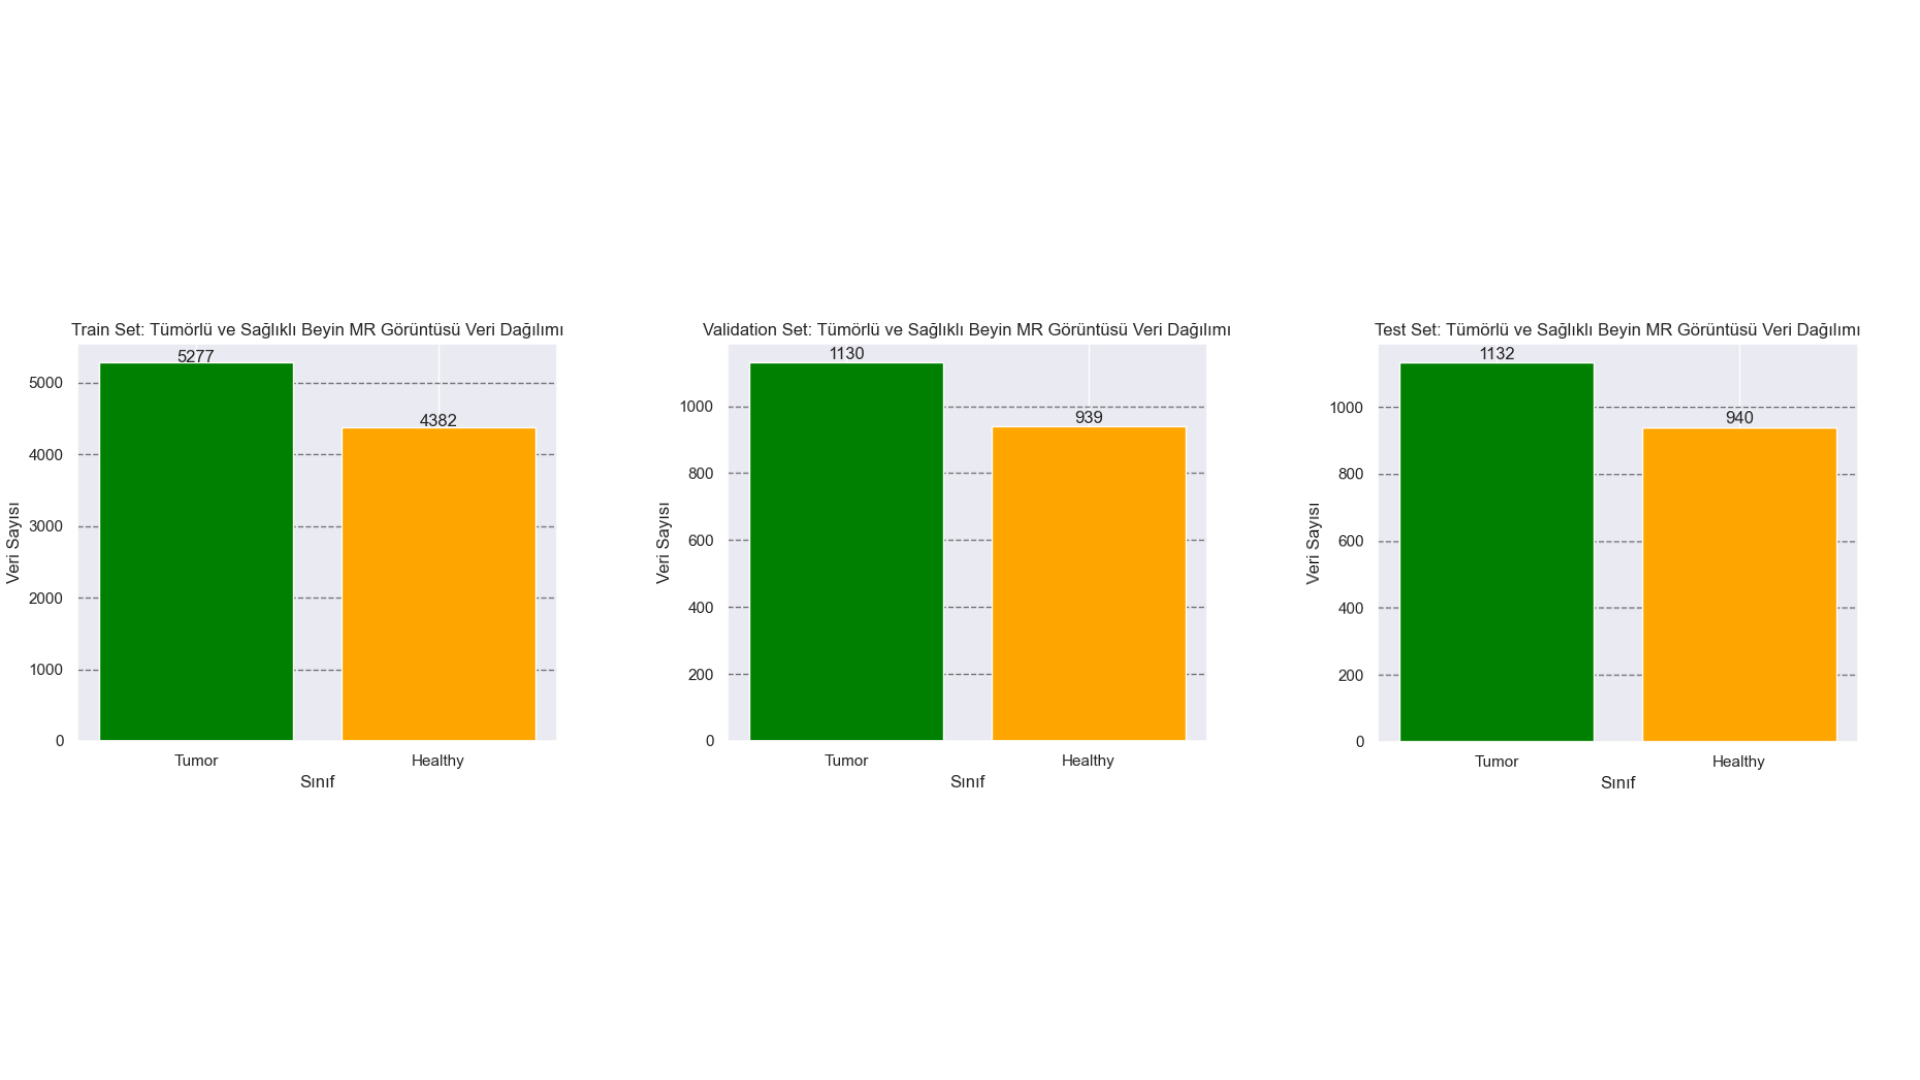 Train Set: Tümörlü ve Sağlıklı Beyin MR Görüntüsü Veri Dağılımı
5277
4382
5000
4000
3000
2000
1000
0
Veri Sayısı
Tumor
Healthy
Sınıf
Validation Set: Tümörlü ve Sağlıklı Beyin MR Görüntüsü Veri Dağılımı
1130
939
1000
800
600
400
200
0
Veri Sayısı
Tumor
Healthy
Sınıf
Test Set: Tümörlü ve Sağlıklı Beyin MR Görüntüsü Veri Dağılımı
1132
940
1000
800
600
400
200
0
Veri Sayısı
Tumor
Healthy
Sınıf